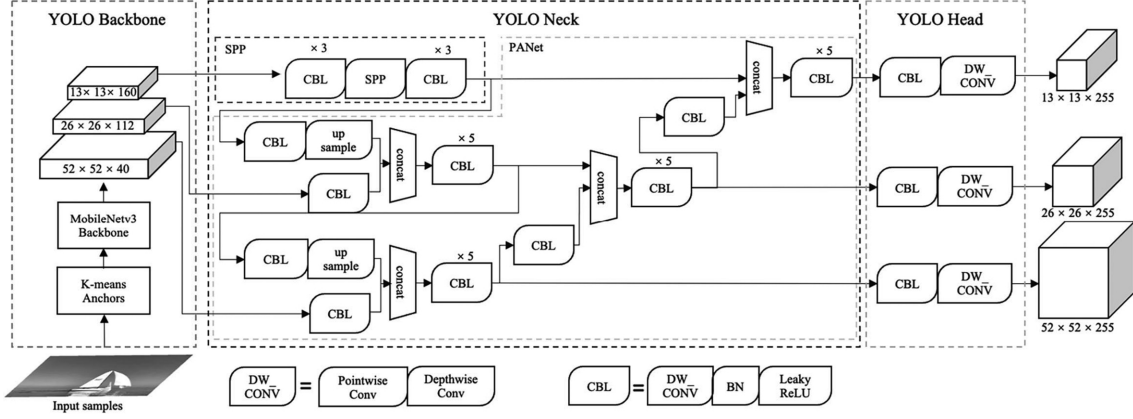 YOLO Backbone
YOLO Neck
YOLO Head
SPP
PANet
× 3
× 3
× 5
CBL
SPP
CBL
concat
CBL
CBL
DW_
CONV
13× 13× 160
13 × 13 × 255
26 × 26 × 112
CBL
CBL
up
sample
concat
× 5
CBL
concat
× 5
CBL
52 × 52 × 40
CBL
CBL
DW_
CONV
26 × 26 × 255
MobileNetv3
Backbone
CBL
CBL
up
sample
concat
× 5
CBL
K-means
Anchors
CBL
CBL
DW_
CONV
52 × 52 × 255
Input samples
DW_
CONV
=
Pointwise
Conv
Depthwise
Conv
CBL
=
DW_
CONV
BN
Leaky
ReLU